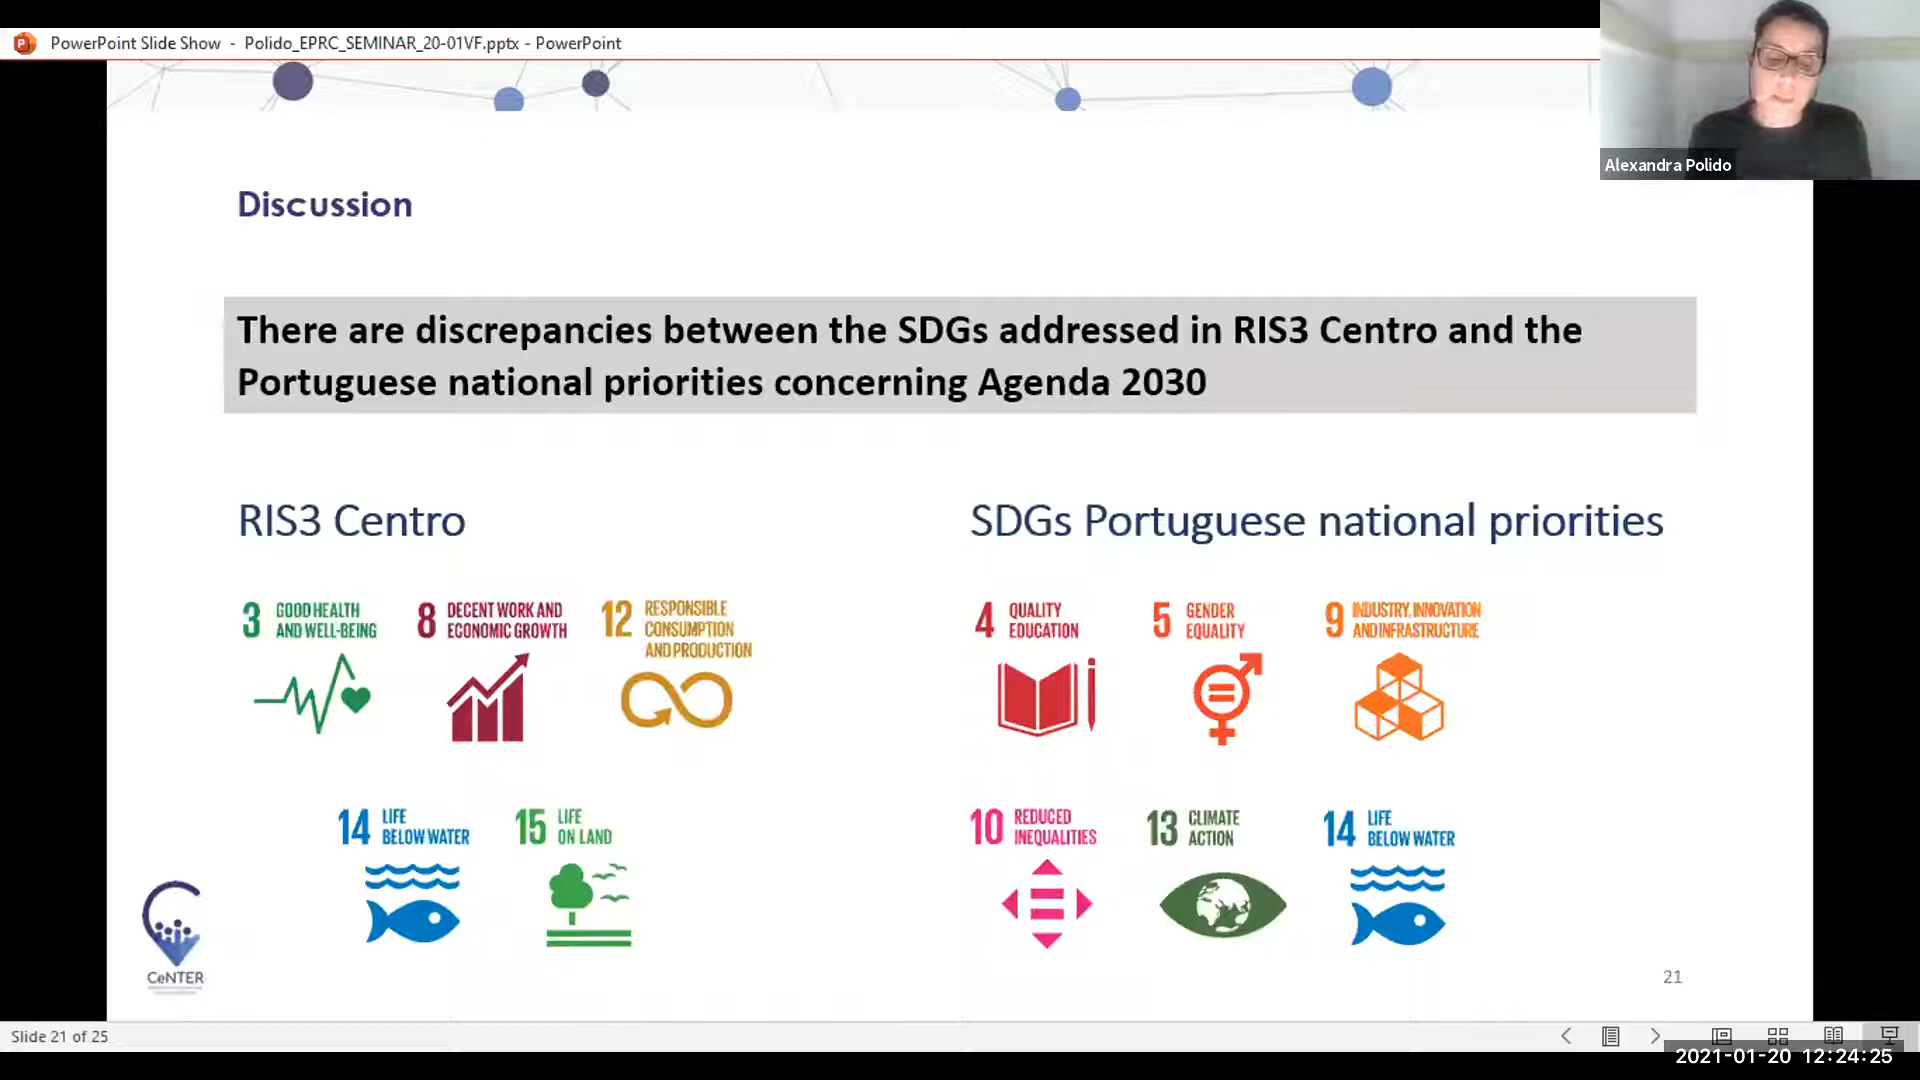 PowerPoint Slide Show - Polido_EPRC_SEMINAR_20-01VF.pptx - PowerPoint
Alexandra Polido
Discussion
There are discrepancies between the SDGs addressed in RIS3 Centro and the
Portuguese national priorities concerning Agenda 2030
RIS3 Centro
3 GOOD HEALTH
AND WELL-BEING
8 DECENT WORK AND
ECONOMIC GROWTH
12 RESPONSIBLE
CONSUMPTION
AND PRODUCTION
14 LIFE
BELOW WATER
15 LIFE
ON LAND
SDGs Portuguese national priorities
4 QUALITY
EDUCATION
5 GENDER
EQUALITY
9 INDUSTRY, INNOVATION
AND INFRASTRUCTURE
10 REDUCED
INEQUALITIES
13 CLIMATE
ACTION
14 LIFE
BELOW WATER
CeNTER
21
Slide 21 of 25
2021-01-20 12:24:25